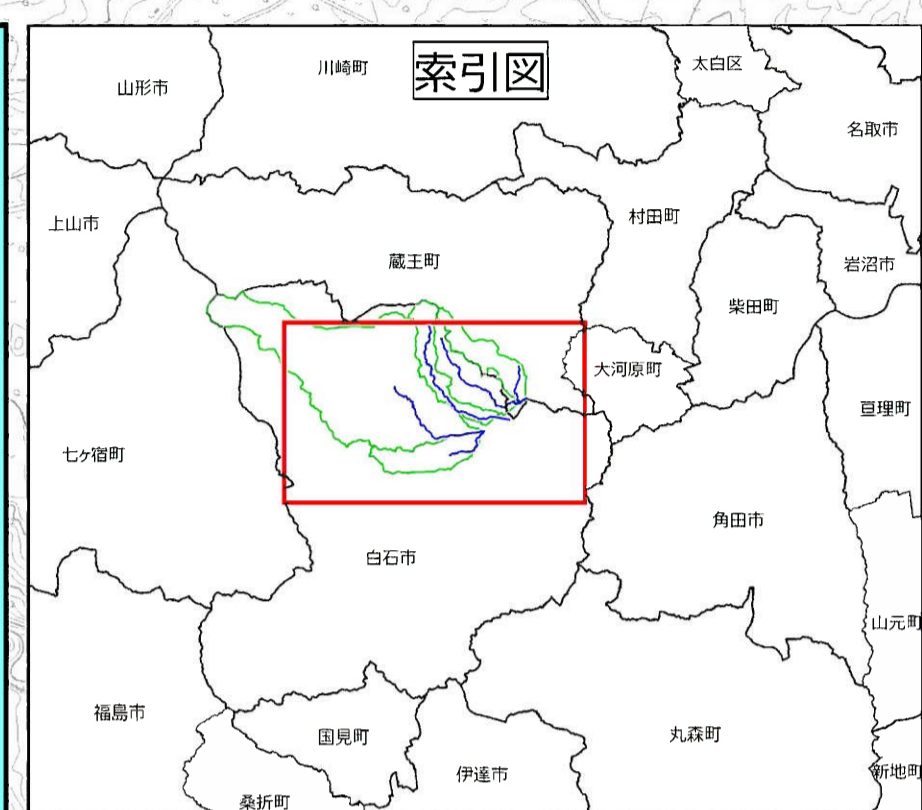 索引図
川崎町
太白区
山形市
名取市
上山市
村田町
蔵王町
岩沼市
柴田町
大河原町
亘理町
七ヶ宿町
角田市
白石市
山元町
福島市
国見町
丸森町
伊達市
新地町
桑折町